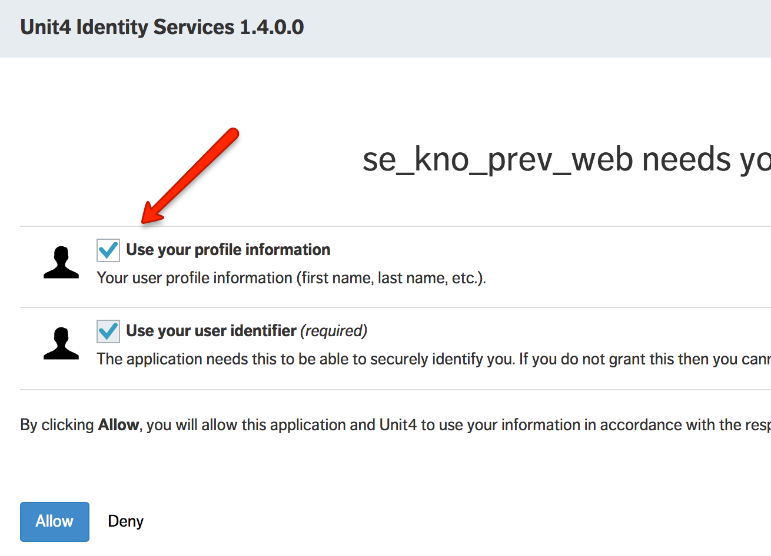 Unit4 Identity Services 1.4.0.0
se_kno_prev_web needs yo
Use your profile information
Your user profile information (first name, last name, etc.).
Use your user identifier (required)
The application needs this to be able to securely identify you. If you do not grant this then you can
By clicking Allow, you will allow this application and Unit4 to use your information in accordance with the resp
Allow Deny